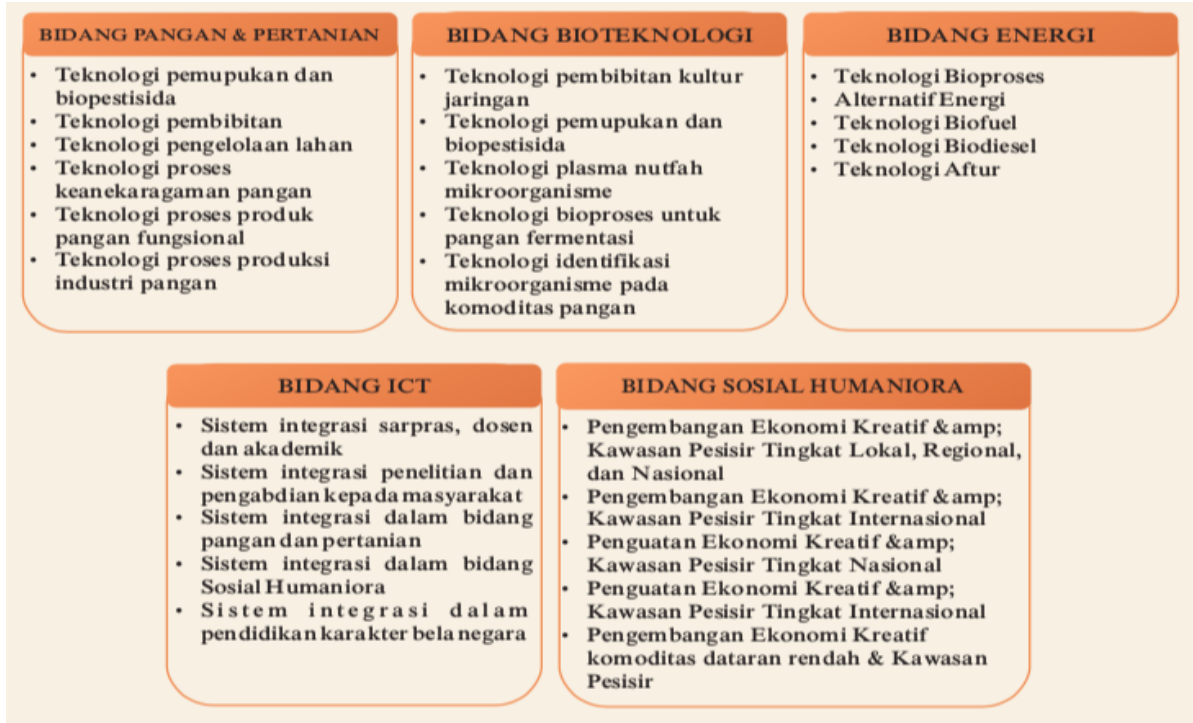 BIDANG PANGAN & PERTANIAN
• Teknologi pemupukan dan
biopestisida
• Teknologi pembibitan
• Teknologi pengelolaan lahan
• Teknologi proses
keanekaragaman pangan
• Teknologi proses produk
pangan fungsional
• Teknologi proses produksi
industri pangan
BIDANG BIOTEKNOLOGI
• Teknologi pembibitan kultur
jaringan
• Teknologi pemupukan dan
biopestisida
• Teknologi plasma nutfah
mikroorganisme
• Teknologi bioproses untuk
pangan fermentasi
• Teknologi identifikasi
mikroorganisme pada
komoditas pangan
BIDANG ENERGI
• Teknologi Bioproses
• Alternatif Energi
• Teknologi Biofuel
• Teknologi Biodiesel
• Teknologi Aftur
BIDANG ICT
• Sistem integrasi sarpras, dosen
dan akademik
• Sistem integrasi penelitian dan
pengabdian kepada masyarakat
• Sistem integrasi dalam bidang
pangan dan pertanian
• Sistem integrasi dalam bidang
Sosial Humaniora
• Sistem integrasi dalam
pendidikan karakter bela negara
BIDANG SOSIAL HUMANIORA
• Pengembangan Ekonomi Kreatif &amp;
Kawasan Pesisir Tingkat Lokal, Regional,
dan Nasional
• Pengembangan Ekonomi Kreatif &amp;
Kawasan Pesisir Tingkat Internasional
• Penguatan Ekonomi Kreatif &amp;
Kawasan Pesisir Tingkat Nasional
• Penguatan Ekonomi Kreatif &amp;
Kawasan Pesisir Tingkat Internasional
• Pengembangan Ekonomi Kreatif
komoditas dataran rendah & Kawasan
Pesisir